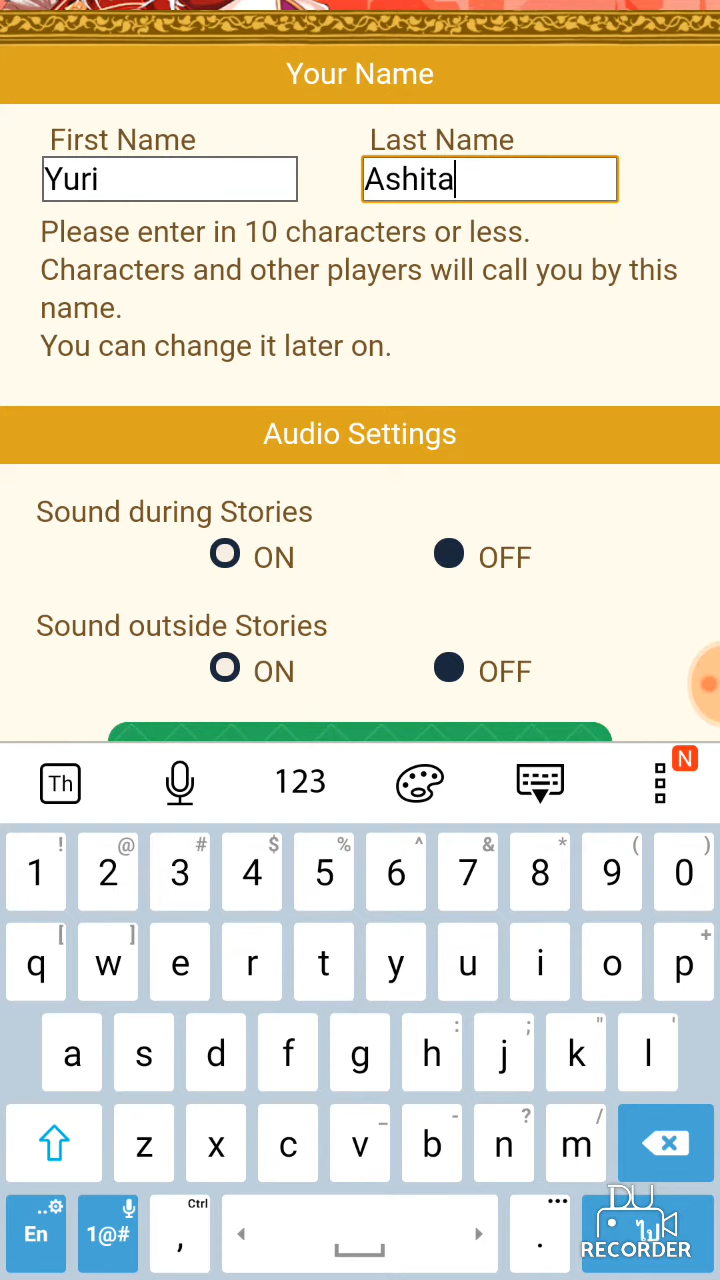 Your Name
First Name Last Name
Yuri Ashita
Please enter in 10 characters or less.
Characters and other players will call you by this
name.
You can change it later on.
Audio Settings
Sound during Stories
ON OFF
Sound outside Stories
ON OFF
Th 123 N
! @ # $ % ^ & * ( )
1 2 3 4 5 6 7 8 9 0
[ ] +
q w e r t y u i o p
: ; " '
a s d f g h j k l
_ - ? /
z x c v b n m
Ctrl
En 1@# , . ไป
DU
RECORDER